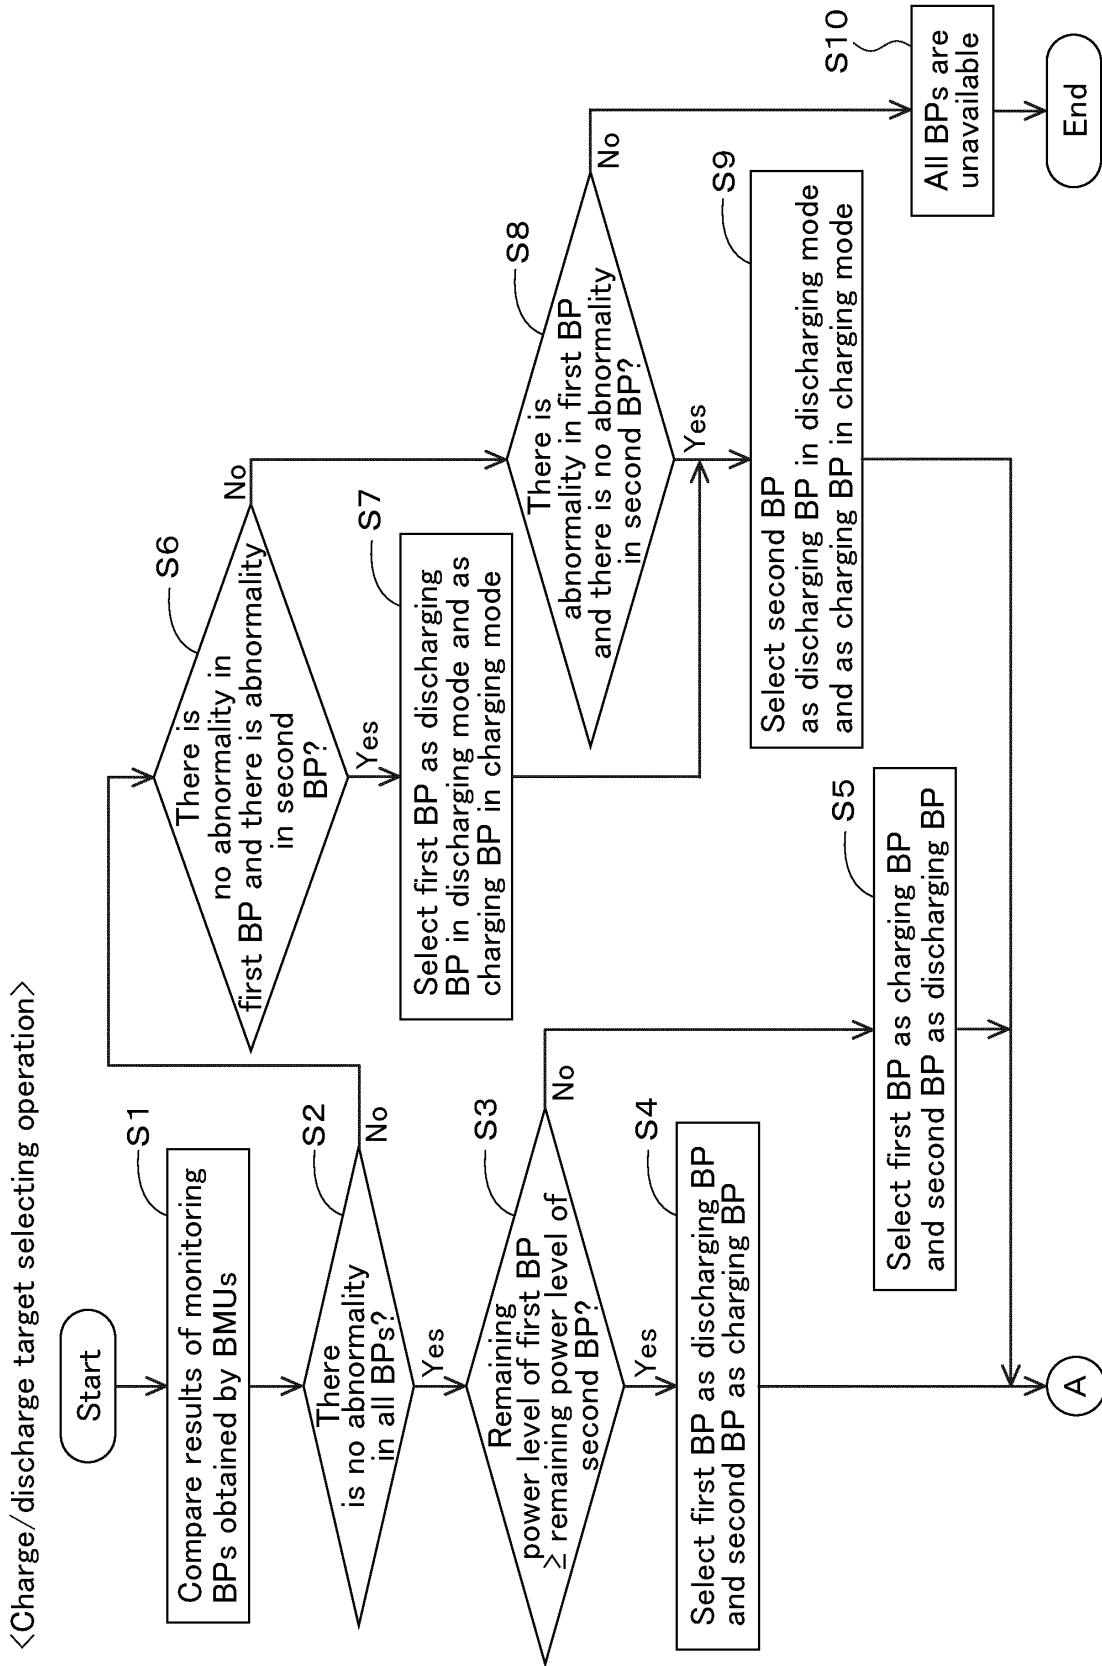 <Charge/discharge target selecting operation>
Start
S1
Compare results of monitoring
BPs obtained by BMUs
S2
There
is no abnormality
in all BPs?
No
Yes
S3
Remaining
power level of first BP
≥ remaining power level of
second BP?
No
Yes
S4
Select first BP as discharging BP
and second BP as charging BP
S5
Select first BP as charging BP
and second BP as discharging BP
S6
There is
no abnormality in
first BP and there is abnormality
in second
BP?
No
Yes
S7
Select first BP as discharging
BP in discharging mode and as
charging BP in charging mode
S8
There is
abnormality in first BP
and there is no abnormality
in second BP?
No
Yes
S9
Select second BP
as discharging BP in discharging mode
and as charging BP in charging mode
S10
All BPs are
unavailable
End
A